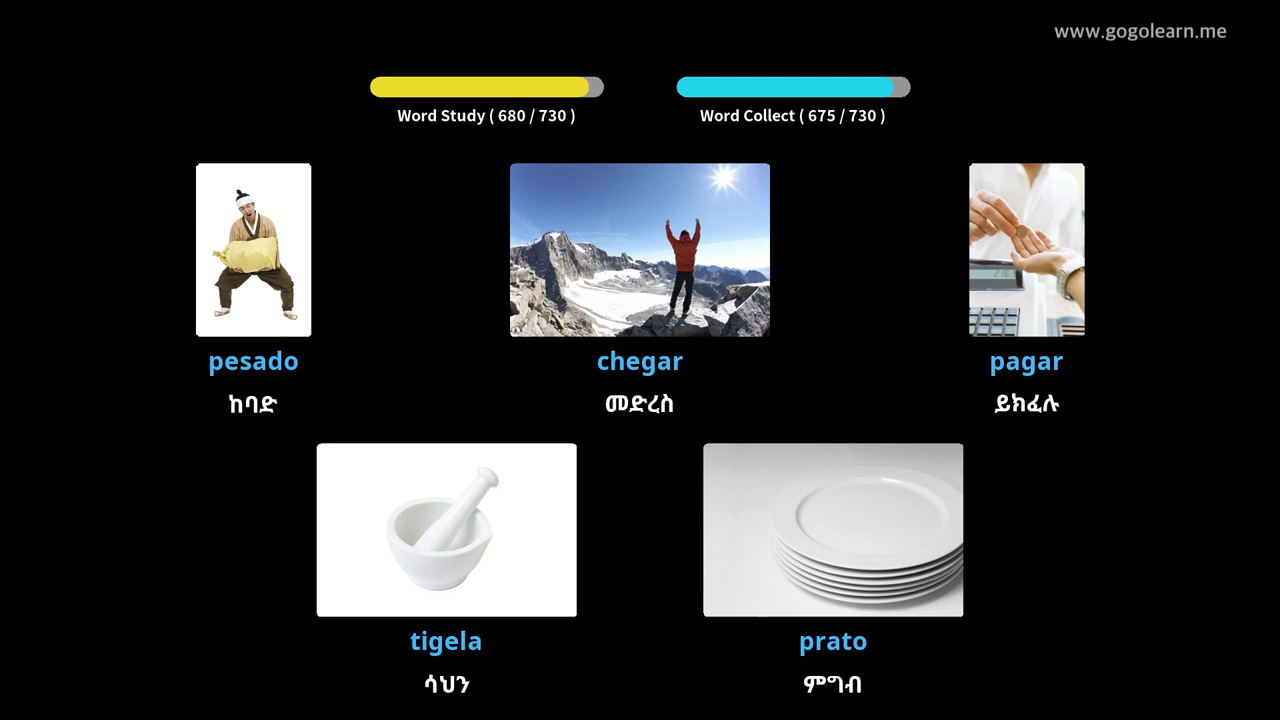 www.gogolearn.me
Word Study ( 680 / 730 )
Word Collect ( 675 / 730 )
pesado
chegar
pagar
ከባድ
መድረስ
ይክፈሉ
tigela
prato
ሳህን
ምግብ